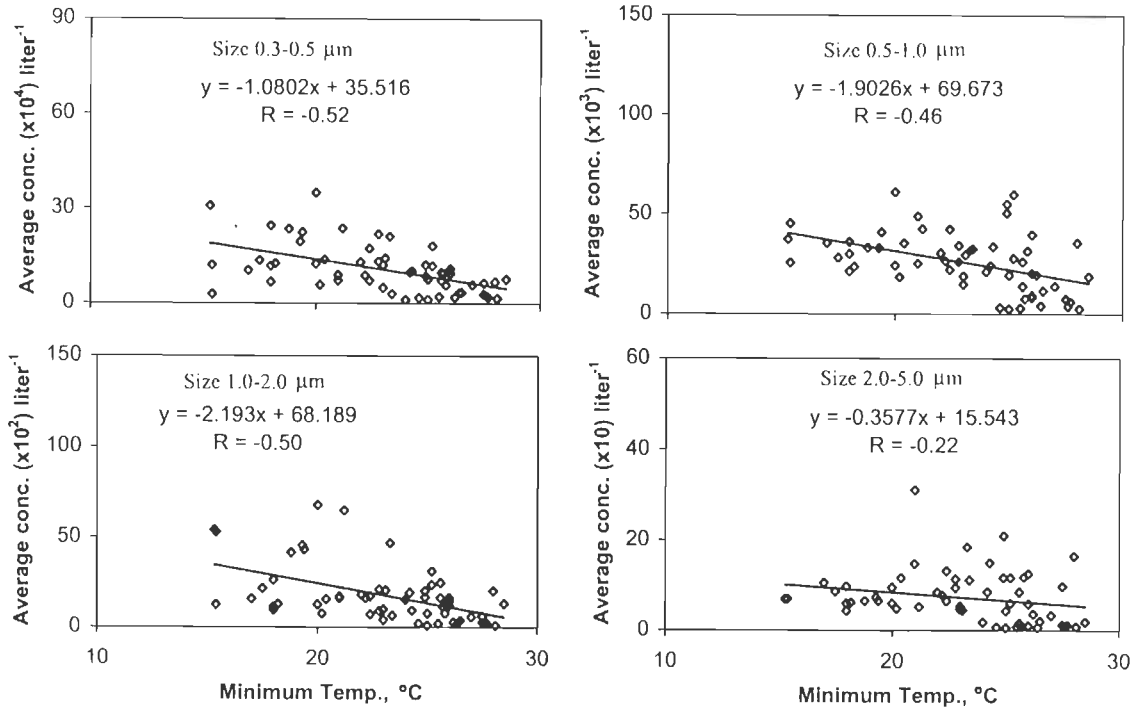 Average conc. (x10⁴) liter⁻¹
90
60
30
0
Size 0.3-0.5 μm
y = -1.0802x + 35.516
R = -0.52
Average conc. (x10³) liter⁻¹
150
100
50
0
Size 0.5-1.0 μm
y = -1.9026x + 69.673
R = -0.46
10 20 30
Average conc. (x10²) liter⁻¹
150
100
50
0
Size 1.0-2.0 μm
y = -2.193x + 68.189
R = -0.50
10 20 30
Minimum Temp., °C
Average conc. (x10) liter⁻¹
60
40
20
0
Size 2.0-5.0 μm
y = -0.3577x + 15.543
R = -0.22
10 20 30
Minimum Temp., °C